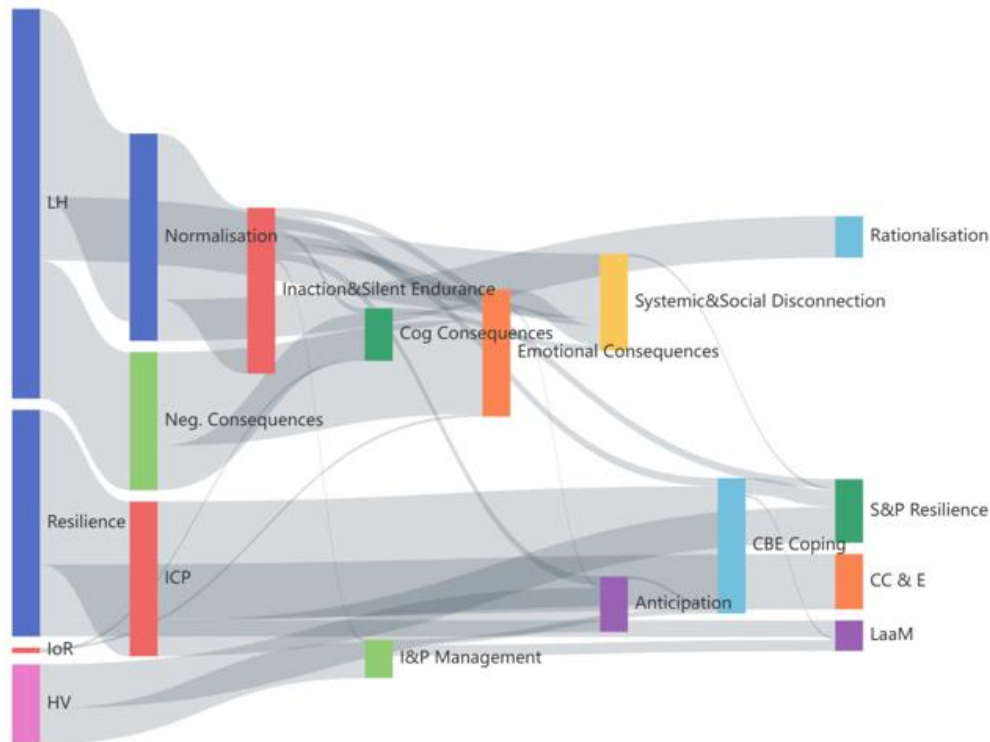 LH
Normalisation
Rationalisation
Inaction&Silent Endurance
Systemic&Social Disconnection
Cog Consequences
Emotional Consequences
Neg. Consequences
Resilience
S&P Resilience
CBE Coping
ICP
CC & E
Anticipation
LaaM
IoR
I&P Management
HV